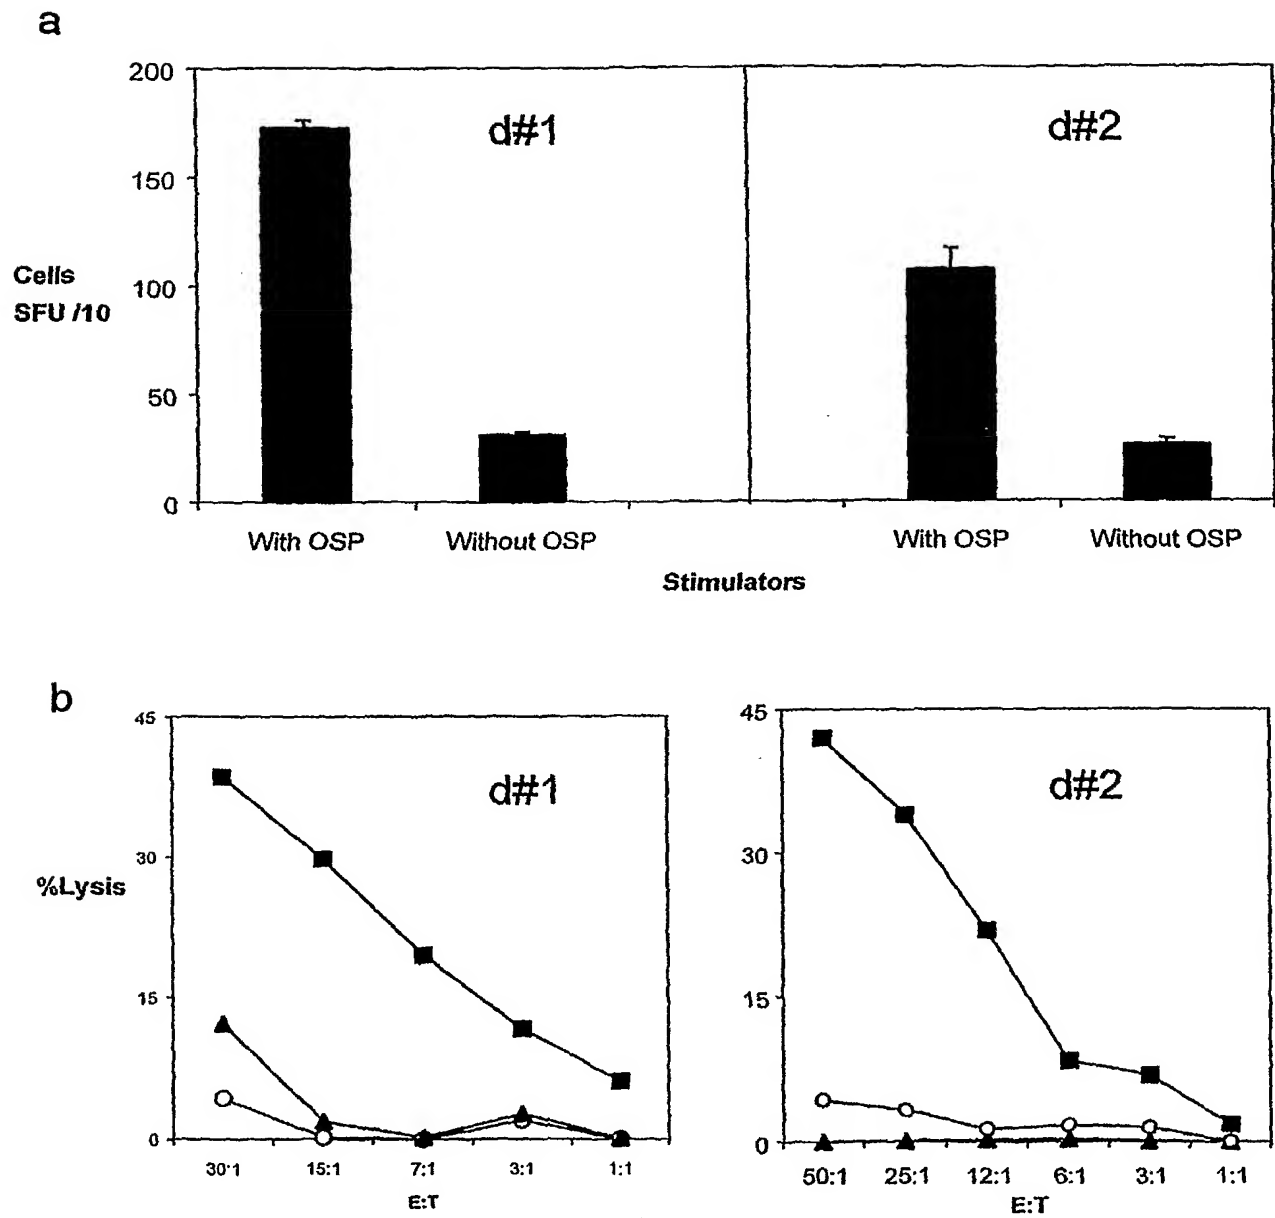 a
200
150
100
50
0
Cells
SFU /10
d#1
d#2
With OSP
Without OSP
With OSP
Without OSP
Stimulators
b
45
30
15
0
%Lysis
d#1
30:1
15:1
7:1
3:1
1:1
E:T
45
30
15
0
d#2
50:1
25:1
12:1
6:1
3:1
1:1
E:T